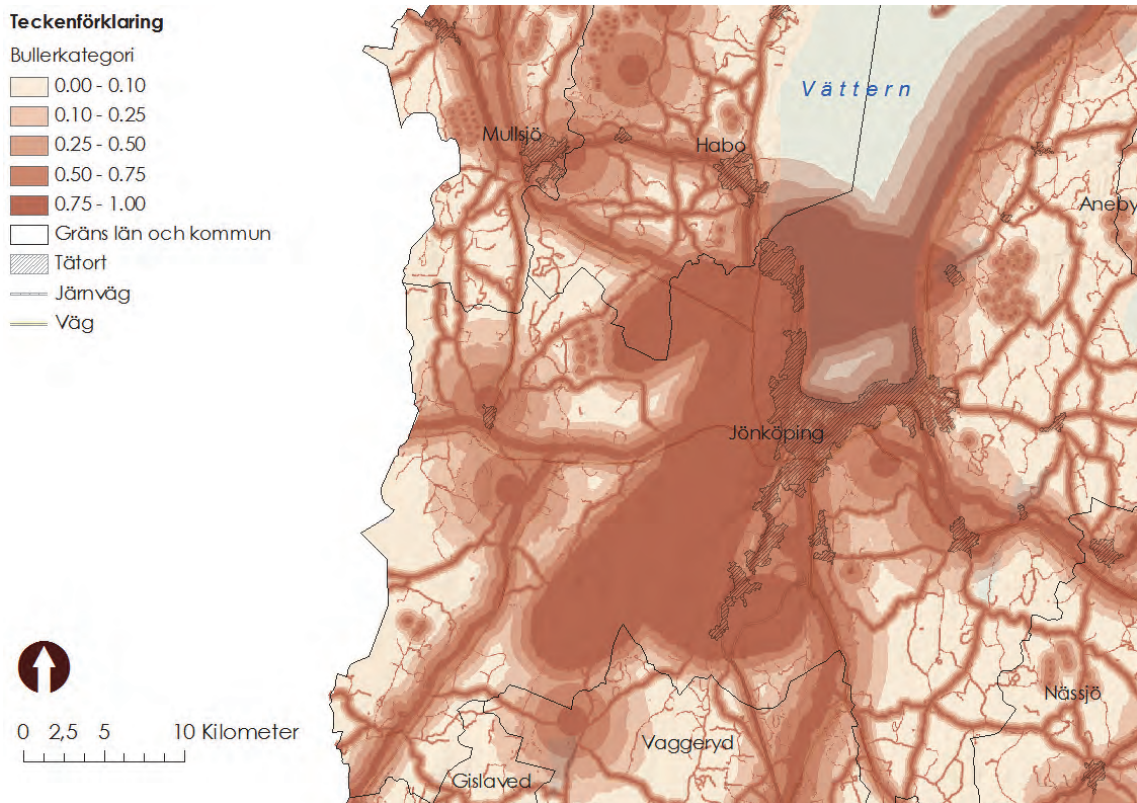 Teckenförklaring
Bullerkategori
0.00 - 0.10
0.10 - 0.25
0.25 - 0.50
0.50 - 0.75
0.75 - 1.00
Gräns län och kommun
Tätort
Järnväg
Väg
Vättern
Mullsjö
Habo
Aneby
Jönköping
Nässjö
Vaggeryd
Gislaved
0 2,5 5 10 Kilometer